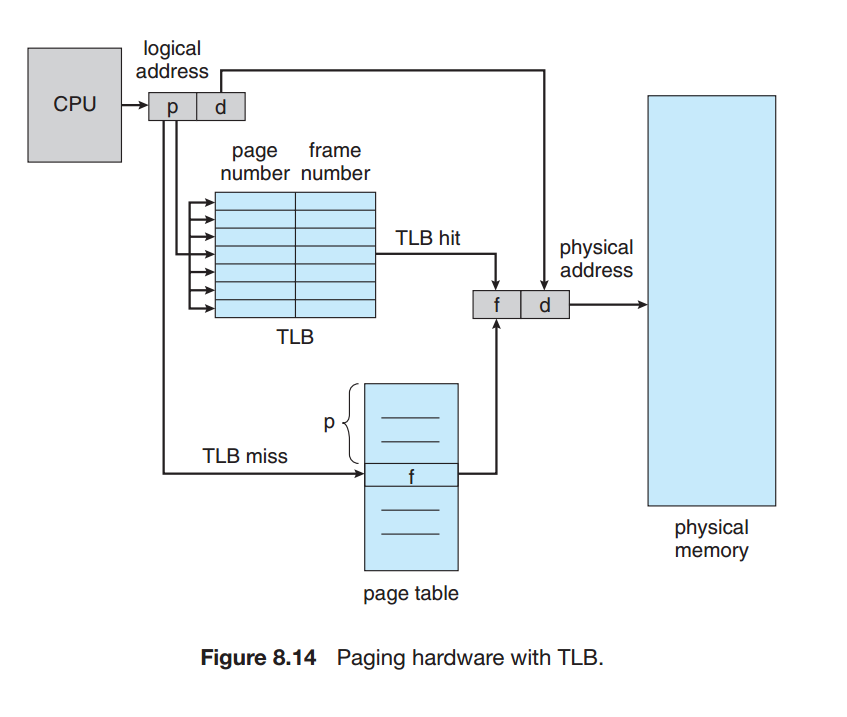 logical
address
CPU
p
d
page
number
frame
number
TLB hit
TLB
physical
address
f
d
p
TLB miss
f
page table
physical
memory
Figure 8.14 Paging hardware with TLB.